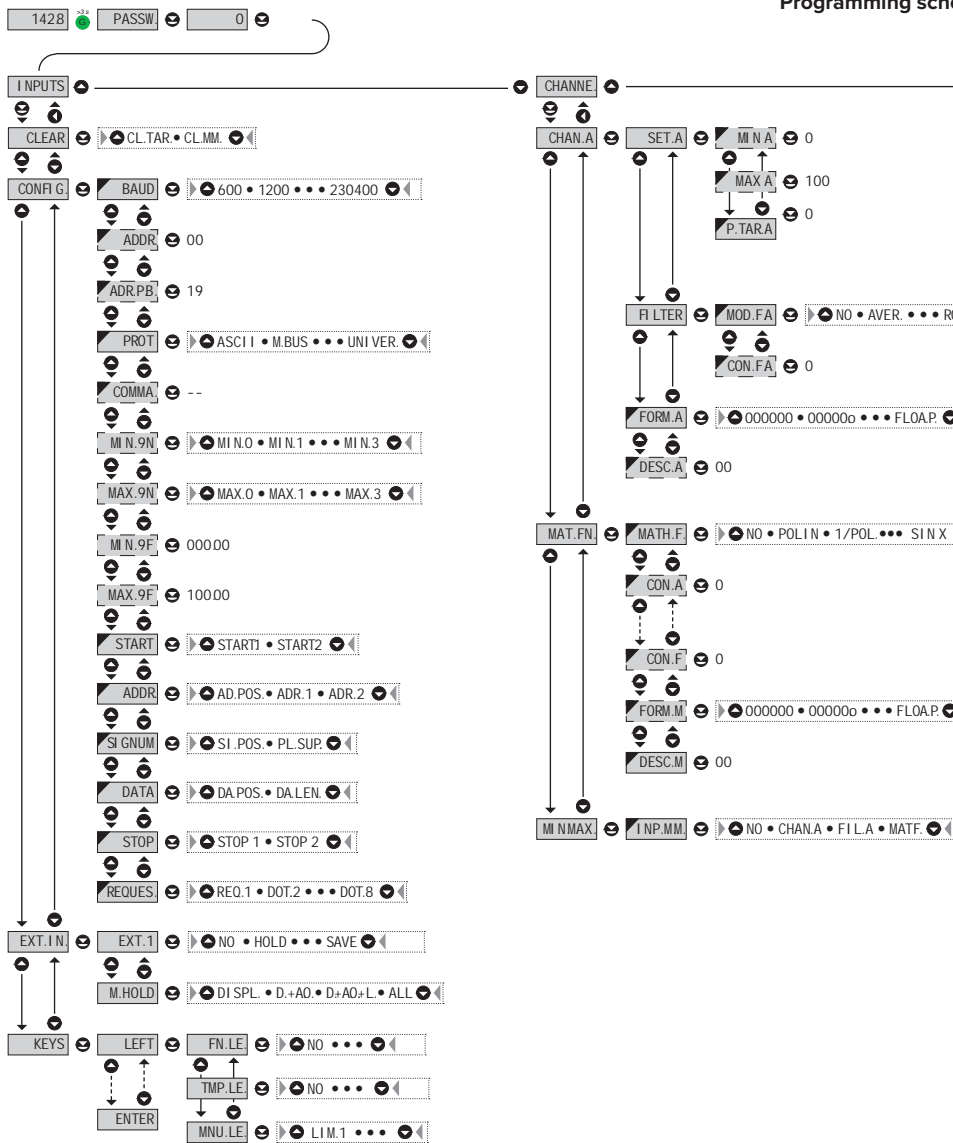 Programming sche
1428 >3 s G PASSW. 0
INPUTS
CLEAR CL.TAR. • CL.MM.
CONFIG. BAUD 600 • 1200 • • • 230400
ADDR. 00
ADR.PB. 19
PROT ASCII • M.BUS • • • UNIVER.
COMMA. --
MIN.9N MIN.0 • MIN.1 • • • MIN.3
MAX.9N MAX.0 • MAX.1 • • • MAX.3
MIN.9F 00000
MAX.9F 10000
START START1 • START2
ADDR. AD.POS. • ADR.1 • ADR.2
SIGNUM SI.POS. • PL.SUP.
DATA DA.POS. • DA.LEN.
STOP STOP 1 • STOP 2
REQUES. REQ.1 • DOT.2 • • • DOT.8
EXT.IN. EXT.1 NO • HOLD • • • SAVE
M.HOLD DISPL. • D.+AO. • D+AO+L. • ALL
KEYS LEFT FN.LE. NO • • •
TMP.LE. NO • • •
ENTER
MNU.LE. LIM.1 • • •
CHANNE.
CHAN.A SET.A MIN A 0
MAX A 100
P.TAR.A 0
FILTER MOD.FA NO • AVER. • • • RO
CON.FA 0
FORM.A 000000 • 00000o • • • FLOA.P.
DESC.A 00
MAT.FN. MATH.F. NO • POLIN • 1/POL. • • • SIN X
CON.A 0
CON.F 0
FORM.M 000000 • 00000o • • • FLOA.P.
DESC.M 00
MINMAX. INP.MM. NO • CHAN.A • FIL.A • MATF.